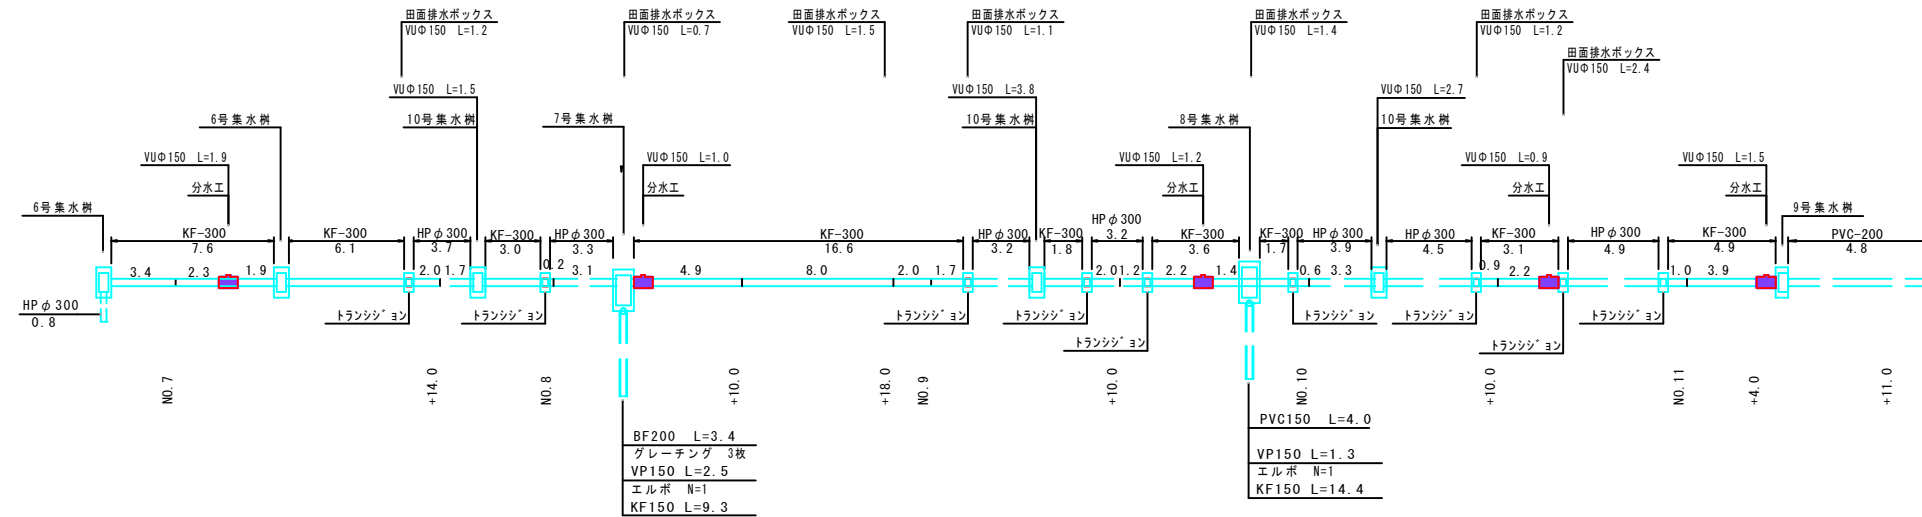 田面排水ボックス
VUΦ150 L=1.2
田面排水ボックス
VUΦ150 L=0.7
田面排水ボックス
VUΦ150 L=1.5
田面排水ボックス
VUΦ150 L=1.1
田面排水ボックス
VUΦ150 L=1.4
田面排水ボックス
VUΦ150 L=1.2
田面排水ボックス
VUΦ150 L=2.4
VUΦ150 L=1.5
VUΦ150 L=3.8
VUΦ150 L=2.7
6号集水桝
10号集水桝
7号集水桝
10号集水桝
8号集水桝
10号集水桝
VUΦ150 L=1.9
VUΦ150 L=1.0
VUΦ150 L=1.2
VUΦ150 L=0.9
VUΦ150 L=1.5
分水工
分水工
分水工
分水工
分水工
6号集水桝
9号集水桝
KF-300
7.6
KF-300
6.1
HPφ300
3.7
KF-300
3.0
HPφ300
3.3
KF-300
16.6
HPφ300
3.2
KF-300
1.8
HPφ300
3.2
KF-300
3.6
KF-300
1.7
HPφ300
3.9
HPφ300
4.5
KF-300
3.1
HPφ300
4.9
KF-300
4.9
PVC-200
4.8
3.4
2.3
1.9
2.0
1.7
0.2
3.1
4.9
8.0
2.0
1.7
2.0
1.2
2.2
1.4
0.6
3.3
0.9
2.2
1.0
3.9
HPφ300
0.8
トランシジョン
トランシジョン
トランシジョン
トランシジョン
トランシジョン
トランシジョン
トランシジョン
トランシジョン
トランシジョン
NO.7
+14.0
NO.8
+10.0
+18.0
NO.9
+10.0
NO.10
+10.0
NO.11
+4.0
+11.0
BF200 L=3.4
グレーチング 3枚
VP150 L=2.5
エルボ N=1
KF150 L=9.3
PVC150 L=4.0
VP150 L=1.3
エルボ N=1
KF150 L=14.4